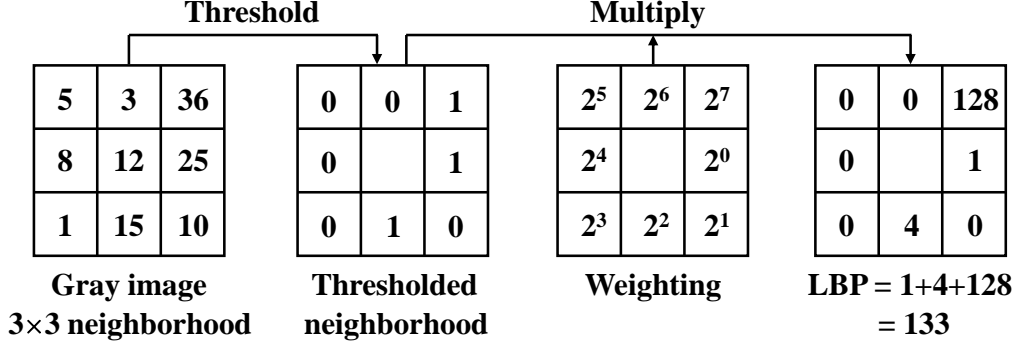 Threshold Multiply
5 3 36 0 0 1 2⁵ 2⁶ 2⁷ 0 0 128
8 12 25 0 1 2⁴ 2⁰ 0 1
1 15 10 0 1 0 2³ 2² 2¹ 0 4 0
Gray image Thresholded Weighting LBP = 1+4+128
3×3 neighborhood neighborhood = 133